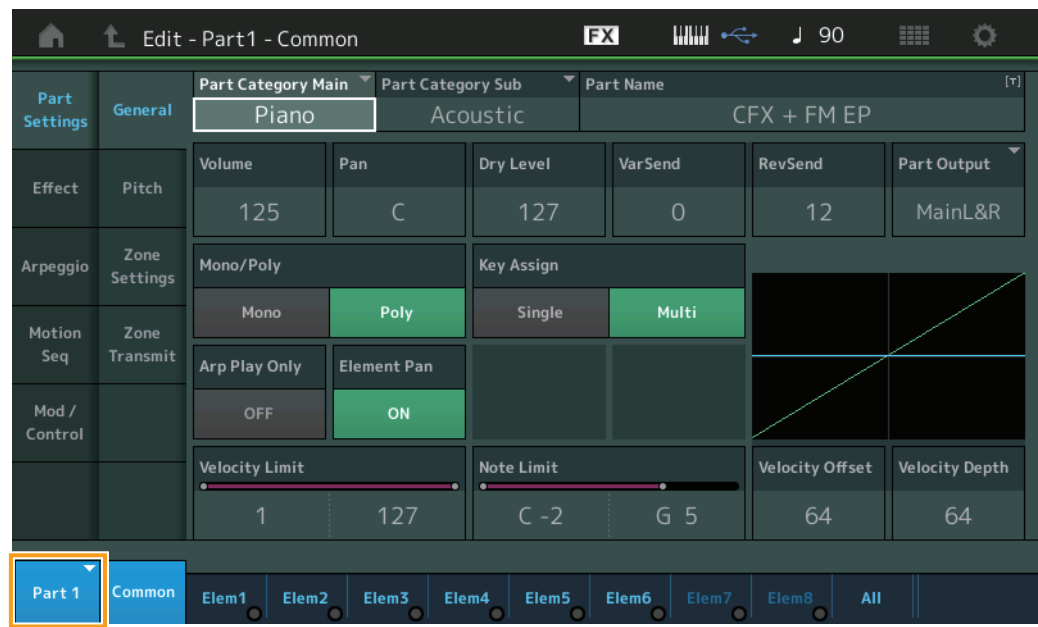 Edit - Part1 - Common
FX
♩ 90
Part Settings
General
Part Category Main
Piano
Part Category Sub
Acoustic
Part Name
[T]
CFX + FM EP
Effect
Pitch
Volume
125
Pan
C
Dry Level
127
VarSend
0
RevSend
12
Part Output
MainL&R
Arpeggio
Zone Settings
Mono/Poly
Mono
Poly
Key Assign
Single
Multi
Motion Seq
Zone Transmit
Arp Play Only
OFF
Element Pan
ON
Mod / Control
Velocity Limit
1
127
Note Limit
C -2
G 5
Velocity Offset
64
Velocity Depth
64
Part 1
Common
Elem1
Elem2
Elem3
Elem4
Elem5
Elem6
Elem7
Elem8
All